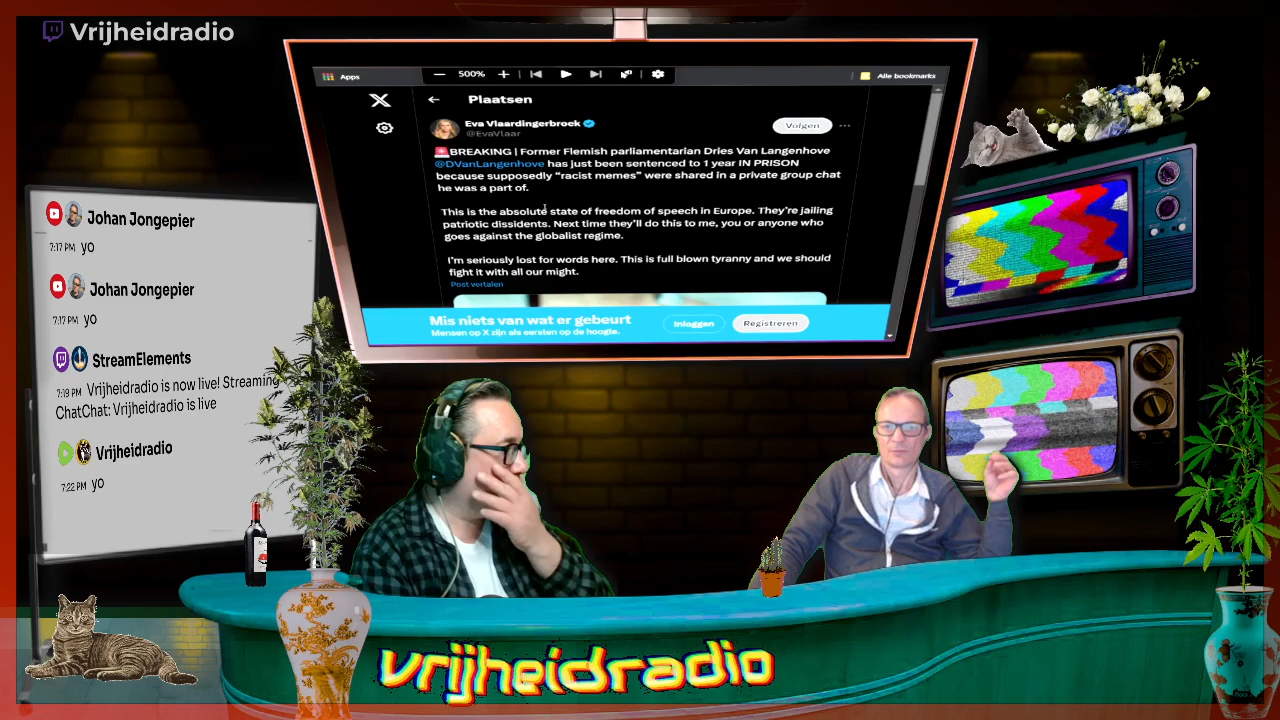 Vrijheidradio
Apps
500%
Alle bookmarks
Plaatsen
Eva Vlaardingerbroek
@EvaVlaar
Volgen
🚨BREAKING | Former Flemish parliamentarian Dries Van Langenhove
@DVanLangenhove has just been sentenced to 1 year IN PRISON
because supposedly "racist memes" were shared in a private group chat
he was a part of.
This is the absolute state of freedom of speech in Europe. They're jailing
patriotic dissidents. Next time they'll do this to me, you or anyone who
goes against the globalist regime.
I'm seriously lost for words here. This is full blown tyranny and we should
fight it with all our might.
Post vertalen
Mis niets van wat er gebeurt
Mensen op X zijn als eersten op de hoogte.
Inloggen
Registreren
Johan Jongepier
7:17 PM yo
Johan Jongepier
7:17 PM yo
StreamElements
7:19 PM Vrijheidradio is now live! Streaming
ChatChat: Vrijheidradio is live
Vrijheidradio
7:22 PM yo
vrijheidradio